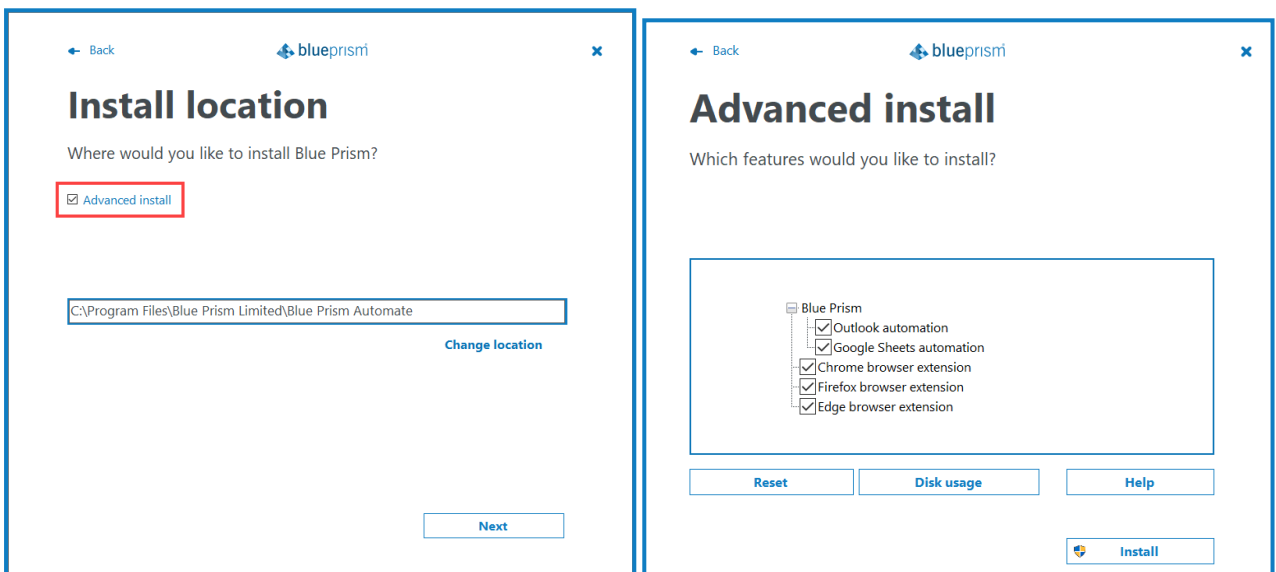 Back
blueprism
Install location
Where would you like to install Blue Prism?
Advanced install
C:\Program Files\Blue Prism Limited\Blue Prism Automate
Change location
Next
Back
blueprism
Advanced install
Which features would you like to install?
Blue Prism
Outlook automation
Google Sheets automation
Chrome browser extension
Firefox browser extension
Edge browser extension
Reset Disk usage Help
Install